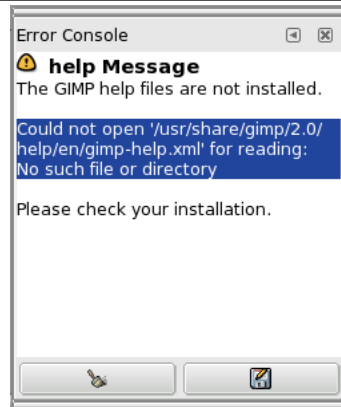 Error Console
help Message
The GIMP help files are not installed.
Could not open '/usr/share/gimp/2.0/
help/en/gimp-help.xml' for reading:
No such file or directory
Please check your installation.